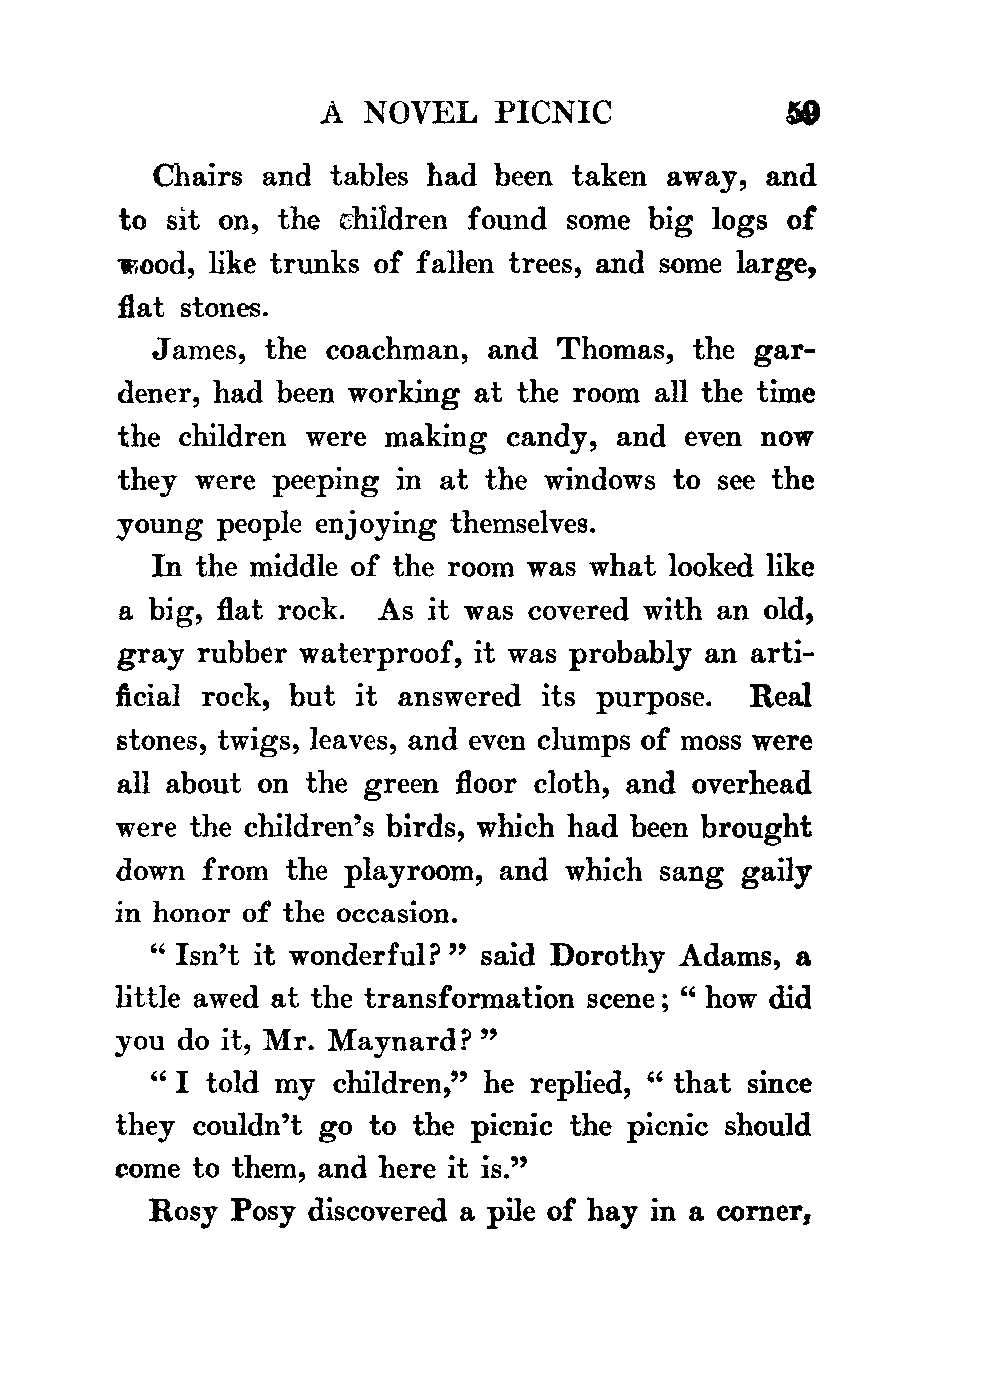 A NOVEL PICNIC 59
Chairs and tables had been taken away, and
to sit on, the children found some big logs of
wood, like trunks of fallen trees, and some large,
flat stones.
James, the coachman, and Thomas, the gar-
dener, had been working at the room all the time
the children were making candy, and even now
they were peeping in at the windows to see the
young people enjoying themselves.
In the middle of the room was what looked like
a big, flat rock. As it was covered with an old,
gray rubber waterproof, it was probably an arti-
ficial rock, but it answered its purpose. Real
stones, twigs, leaves, and even clumps of moss were
all about on the green floor cloth, and overhead
were the children's birds, which had been brought
down from the playroom, and which sang gaily
in honor of the occasion.
“ Isn't it wonderful? ” said Dorothy Adams, a
little awed at the transformation scene; “ how did
you do it, Mr. Maynard? ”
“ I told my children,” he replied, “ that since
they couldn't go to the picnic the picnic should
come to them, and here it is.”
Rosy Posy discovered a pile of hay in a corner,